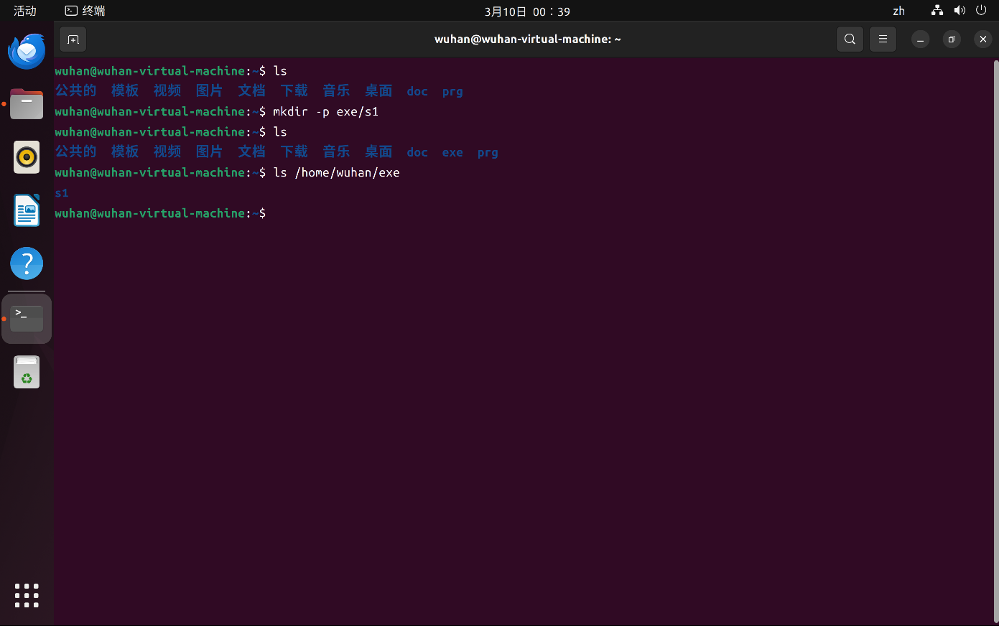 活动 终端 3月10日 00：39 zh
wuhan@wuhan-virtual-machine: ~
wuhan@wuhan-virtual-machine:~$ ls
公共的 模板 视频 图片 文档 下载 音乐 桌面 doc prg
wuhan@wuhan-virtual-machine:~$ mkdir -p exe/s1
wuhan@wuhan-virtual-machine:~$ ls
公共的 模板 视频 图片 文档 下载 音乐 桌面 doc exe prg
wuhan@wuhan-virtual-machine:~$ ls /home/wuhan/exe
s1
wuhan@wuhan-virtual-machine:~$